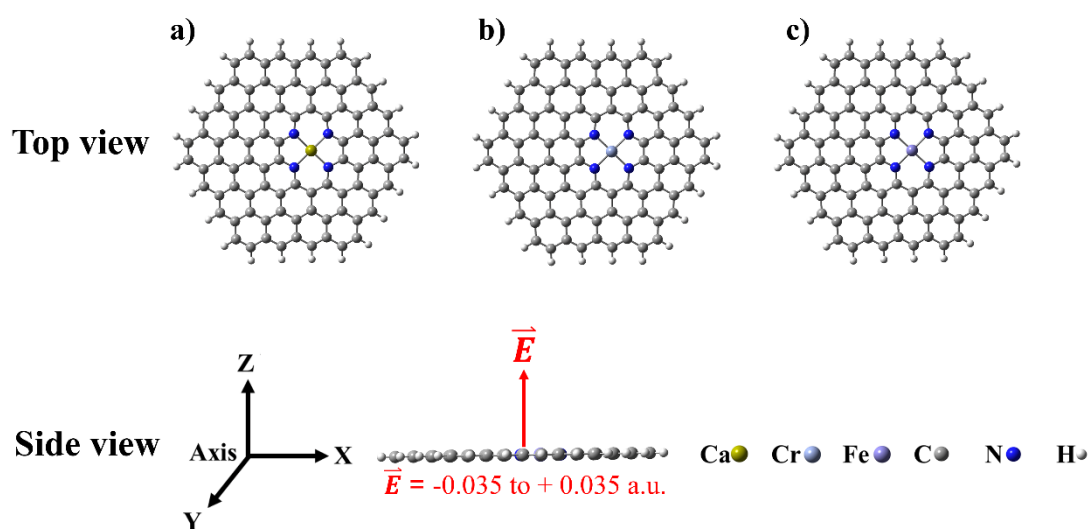 a)
b)
c)
Top view
E
Z
Side view
Axis
X
Y
E = -0.035 to + 0.035 a.u.
Ca
Cr
Fe
C
N
H